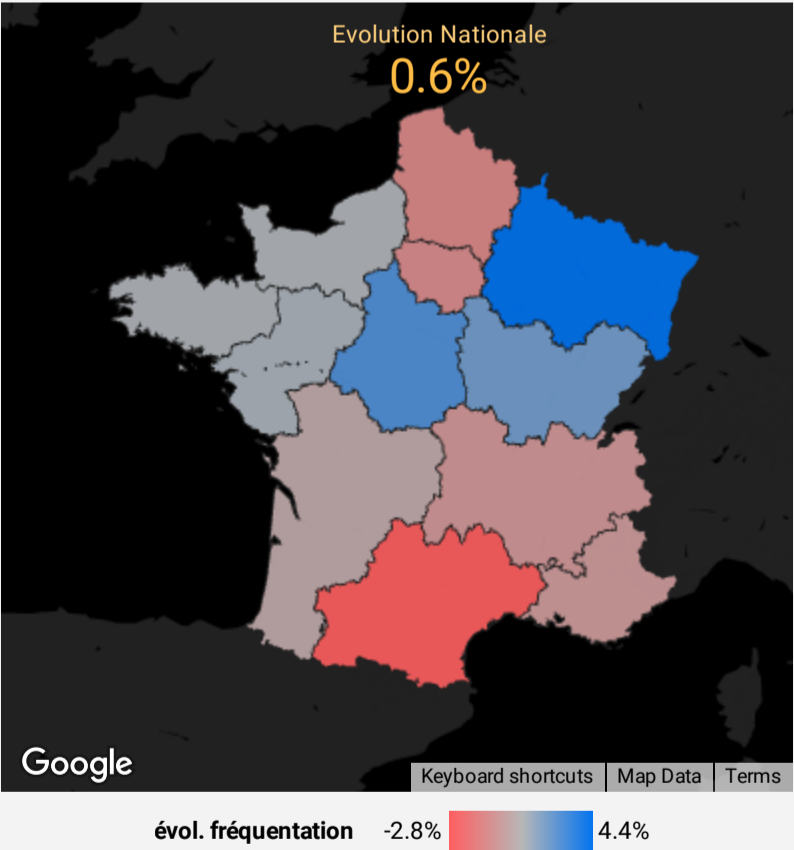 Evolution Nationale
0.6%
Google
Keyboard shortcuts
Map Data
Terms
évol. fréquentation -2.8% 4.4%